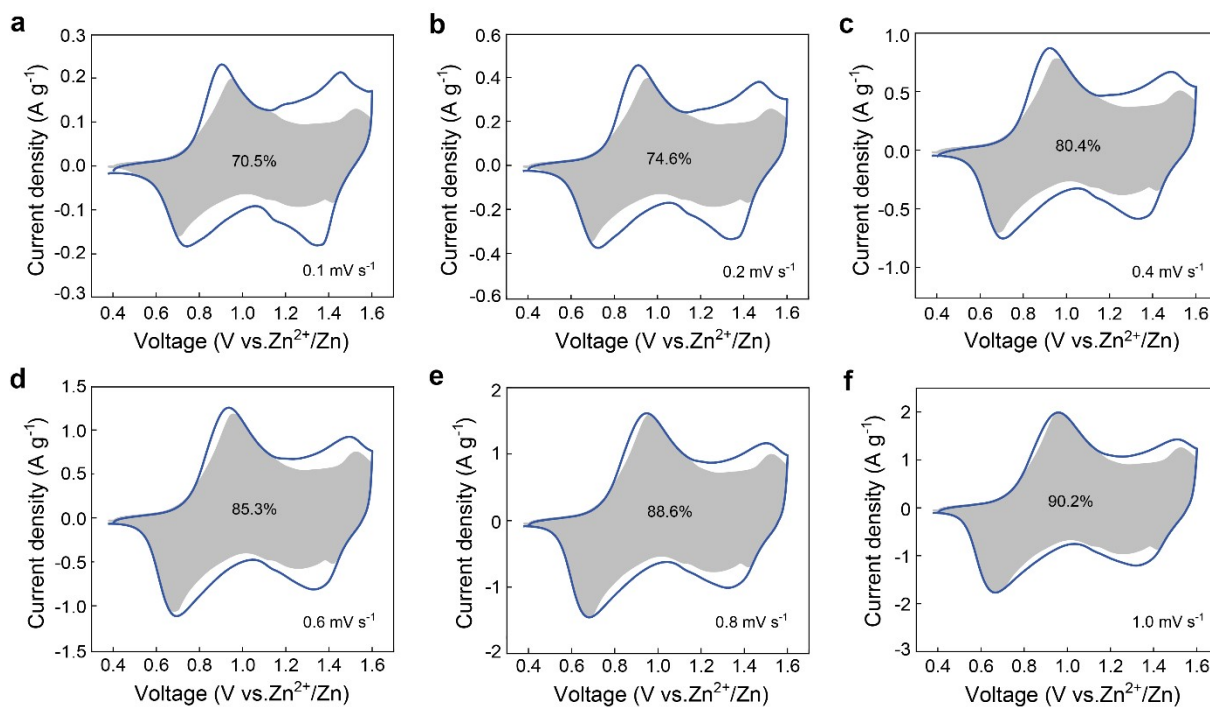 a
0.3
0.2
0.1
0.0
-0.1
-0.2
-0.3
Current density (A g⁻¹)
70.5%
0.1 mV s⁻¹
0.4 0.6 0.8 1.0 1.2 1.4 1.6
Voltage (V vs.Zn²⁺/Zn)
b
0.6
0.4
0.2
0.0
-0.2
-0.4
-0.6
Current density (A g⁻¹)
74.6%
0.2 mV s⁻¹
0.4 0.6 0.8 1.0 1.2 1.4 1.6
Voltage (V vs.Zn²⁺/Zn)
c
1.0
0.5
0.0
-0.5
-1.0
Current density (A g⁻¹)
80.4%
0.4 mV s⁻¹
0.4 0.6 0.8 1.0 1.2 1.4 1.6
Voltage (V vs.Zn²⁺/Zn)
d
1.5
1.0
0.5
0.0
-0.5
-1.0
-1.5
Current density (A g⁻¹)
85.3%
0.6 mV s⁻¹
0.4 0.6 0.8 1.0 1.2 1.4 1.6
Voltage (V vs.Zn²⁺/Zn)
e
2
1
0
-1
-2
Current density (A g⁻¹)
88.6%
0.8 mV s⁻¹
0.4 0.6 0.8 1.0 1.2 1.4 1.6
Voltage (V vs.Zn²⁺/Zn)
f
2
1
0
-1
-2
-3
Current density (A g⁻¹)
90.2%
1.0 mV s⁻¹
0.4 0.6 0.8 1.0 1.2 1.4 1.6
Voltage (V vs.Zn²⁺/Zn)